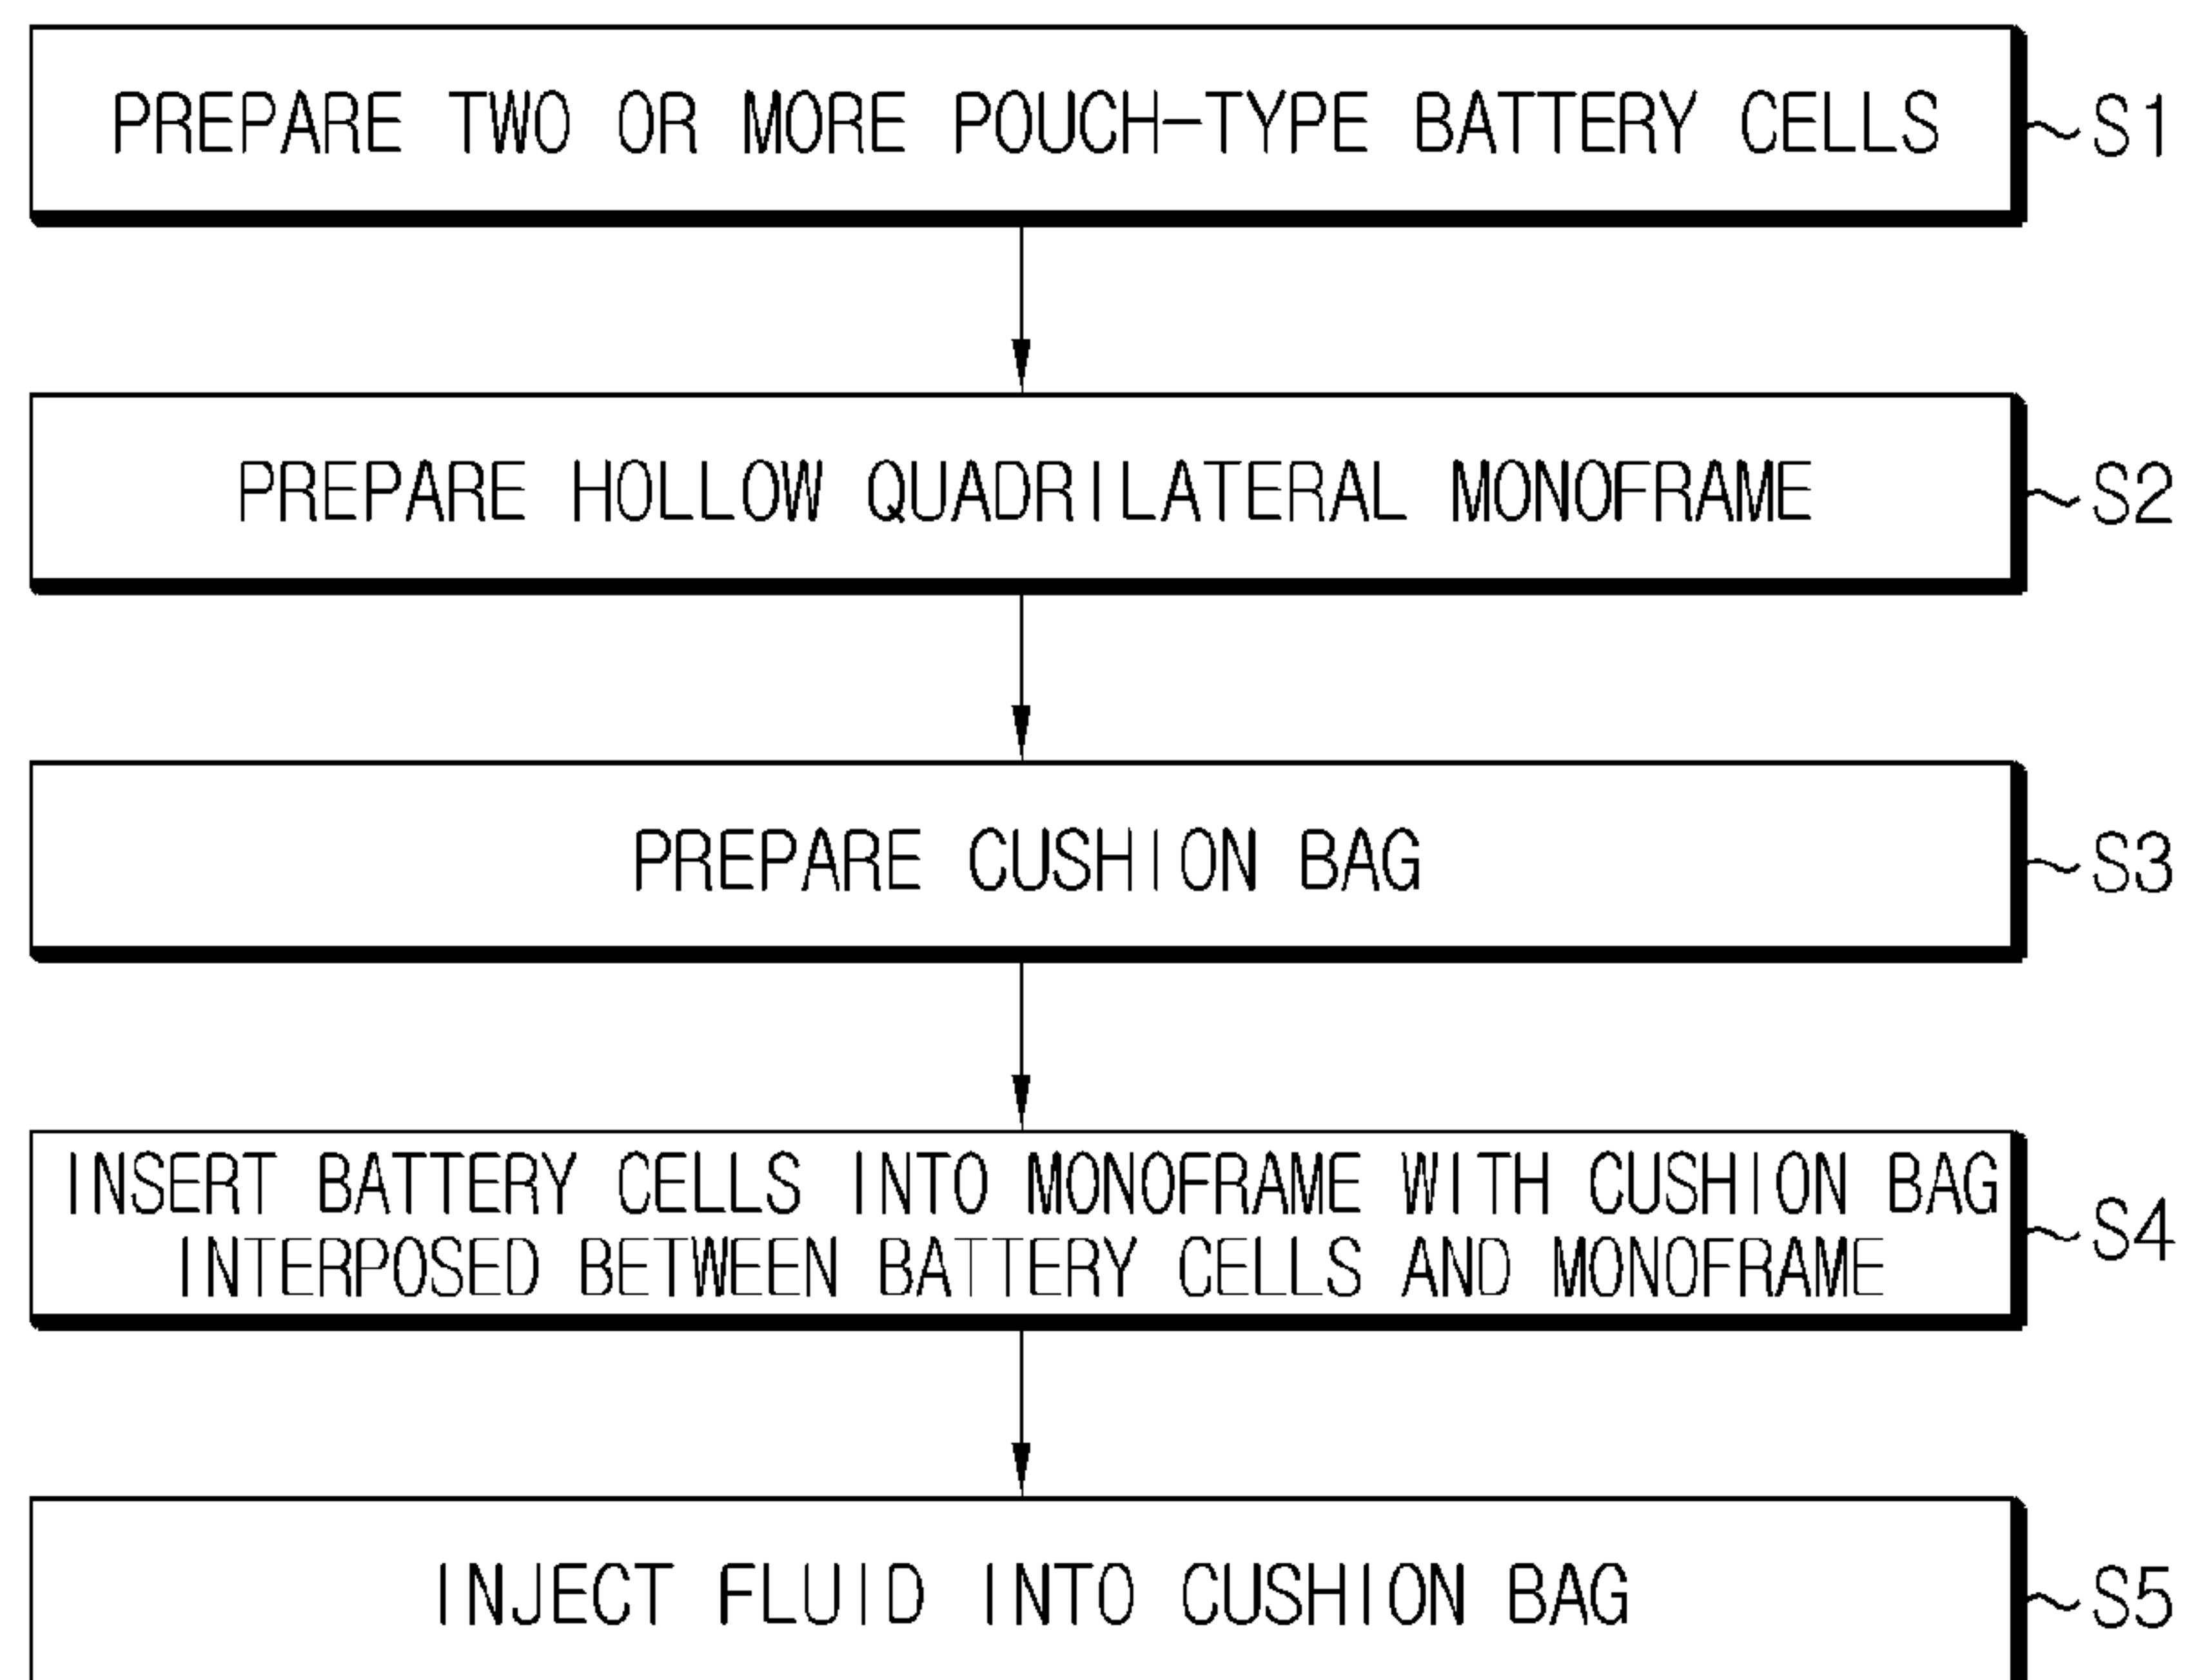 PREPARE TWO OR MORE POUCH-TYPE BATTERY CELLS
S1
PREPARE HOLLOW QUADRILATERAL MONOFRAME
S2
PREPARE CUSHION BAG
S3
INSERT BATTERY CELLS INTO MONOFRAME WITH CUSHION BAG
INTERPOSED BETWEEN BATTERY CELLS AND MONOFRAME
S4
INJECT FLUID INTO CUSHION BAG
S5